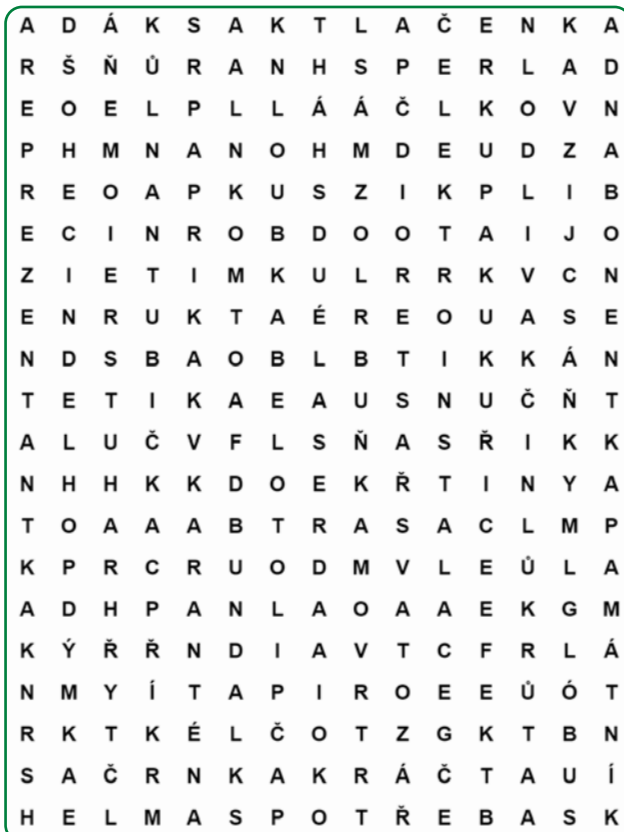 A D Á K S A K T L A Č E N K A
R Š Ň Ů R A N H S P E R L A D
E O E L P L L Á Á Č L K O V N
P H M N A N O H M D E U D Z A
R E O A P K U S Z I K P L I B
E C I N R O B D O O T A I J O
Z I E T I M K U L R R K V C N
E N R U K T A É R E O U A S E
N D S B A O B L B T I K K Á N
T E T I K A E A U S N U Č Ň T
A L U Č V F L S Ň A S Ř I K K
N H H K K D O E K Ř T I N Y A
T O A A A B T R A S A C L M P
K P R C R U O D M V L E Ů L A
A D H P A N L A O A A E K G M
K Ý Ř Ř N D I A V T C F R L Á
N M Y Í T A P I R O E E Ů Ó T
R K T K É L Č O T Z G K T B N
S A Č R N K A K R Á Č T A U Í
H E L M A S P O T Ř E B A S K